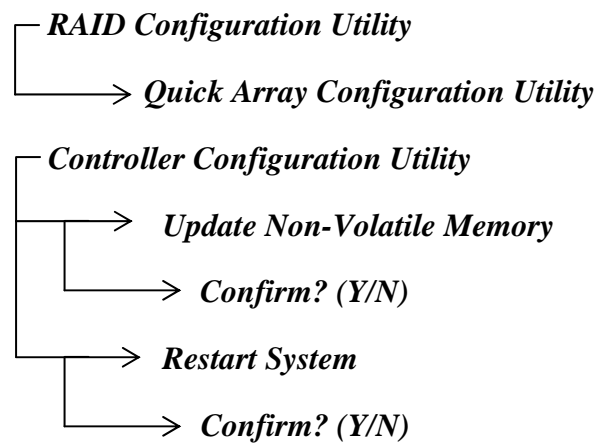 RAID Configuration Utility
Quick Array Configuration Utility
Controller Configuration Utility
Update Non-Volatile Memory
Confirm? (Y/N)
Restart System
Confirm? (Y/N)